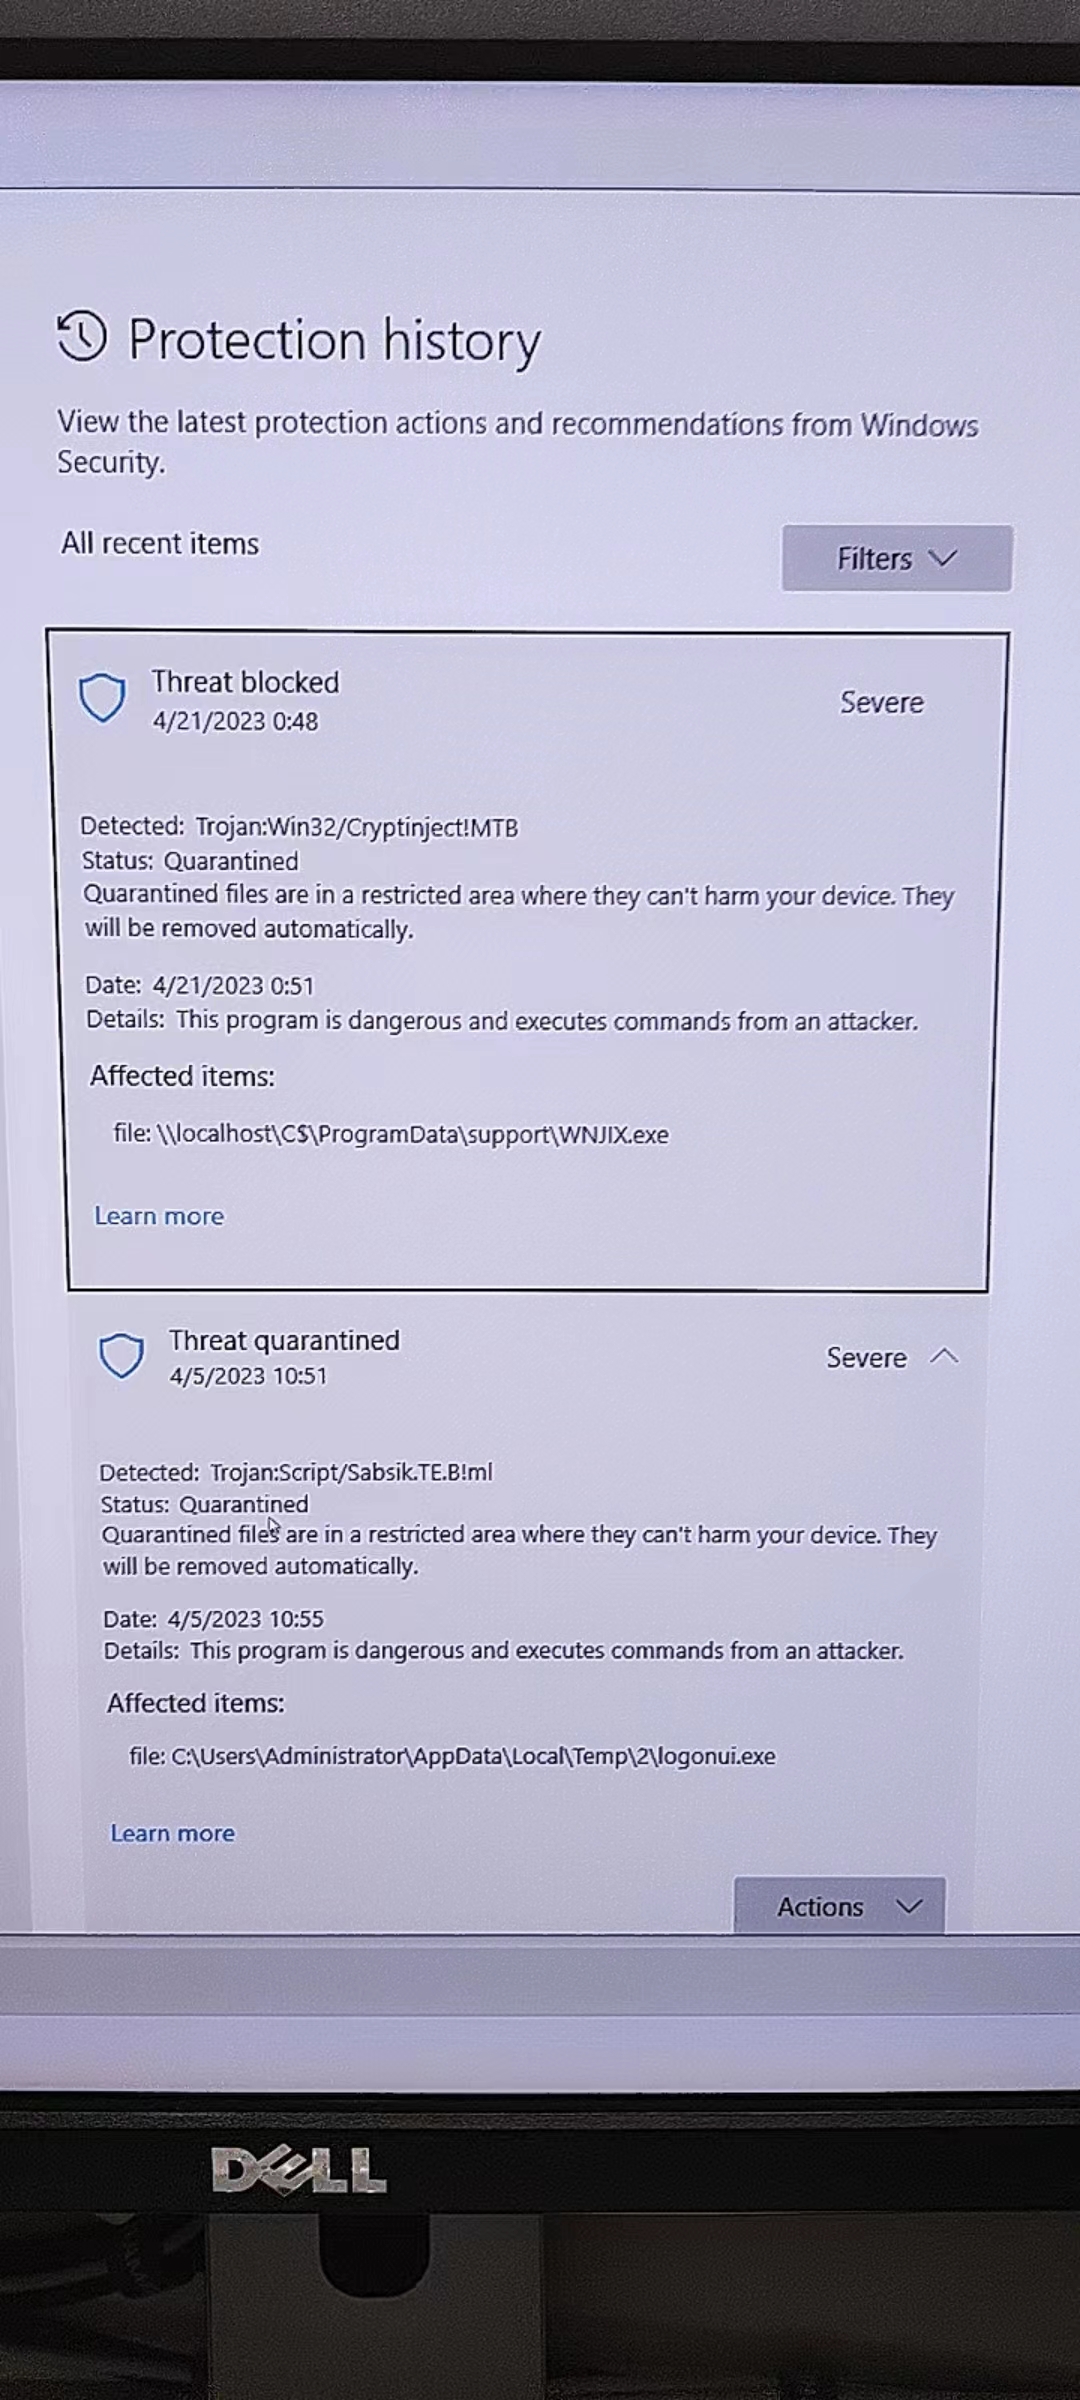 Protection history
View the latest protection actions and recommendations from Windows
Security.
All recent items
Filters
Threat blocked
4/21/2023 0:48
Severe
Detected: Trojan:Win32/Cryptinject!MTB
Status: Quarantined
Quarantined files are in a restricted area where they can't harm your device. They
will be removed automatically.
Date: 4/21/2023 0:51
Details: This program is dangerous and executes commands from an attacker.
Affected items:
file: \\localhost\C$\ProgramData\support\WNJIX.exe
Learn more
Threat quarantined
4/5/2023 10:51
Severe
Detected: Trojan:Script/Sabsik.TE.B!ml
Status: Quarantined
Quarantined files are in a restricted area where they can't harm your device. They
will be removed automatically.
Date: 4/5/2023 10:55
Details: This program is dangerous and executes commands from an attacker.
Affected items:
file: C:\Users\Administrator\AppData\Local\Temp\2\logonui.exe
Learn more
Actions
DELL